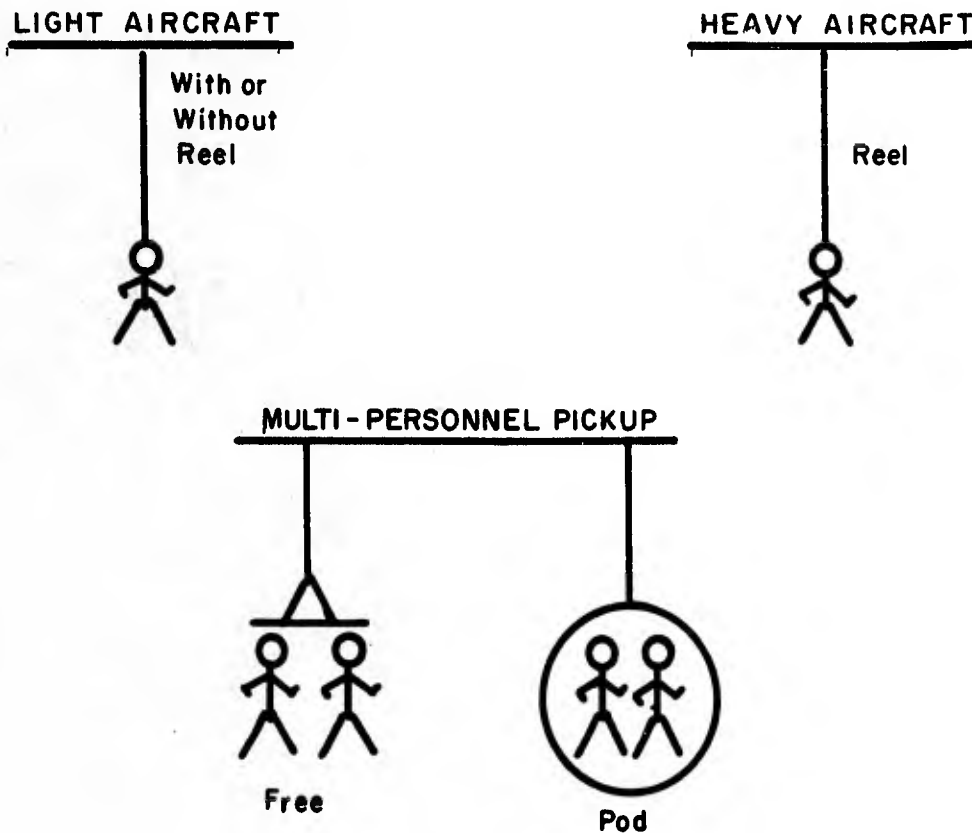 LIGHT AIRCRAFT
With or
Without
Reel
HEAVY AIRCRAFT
Reel
MULTI-PERSONNEL PICKUP
Free
Pod